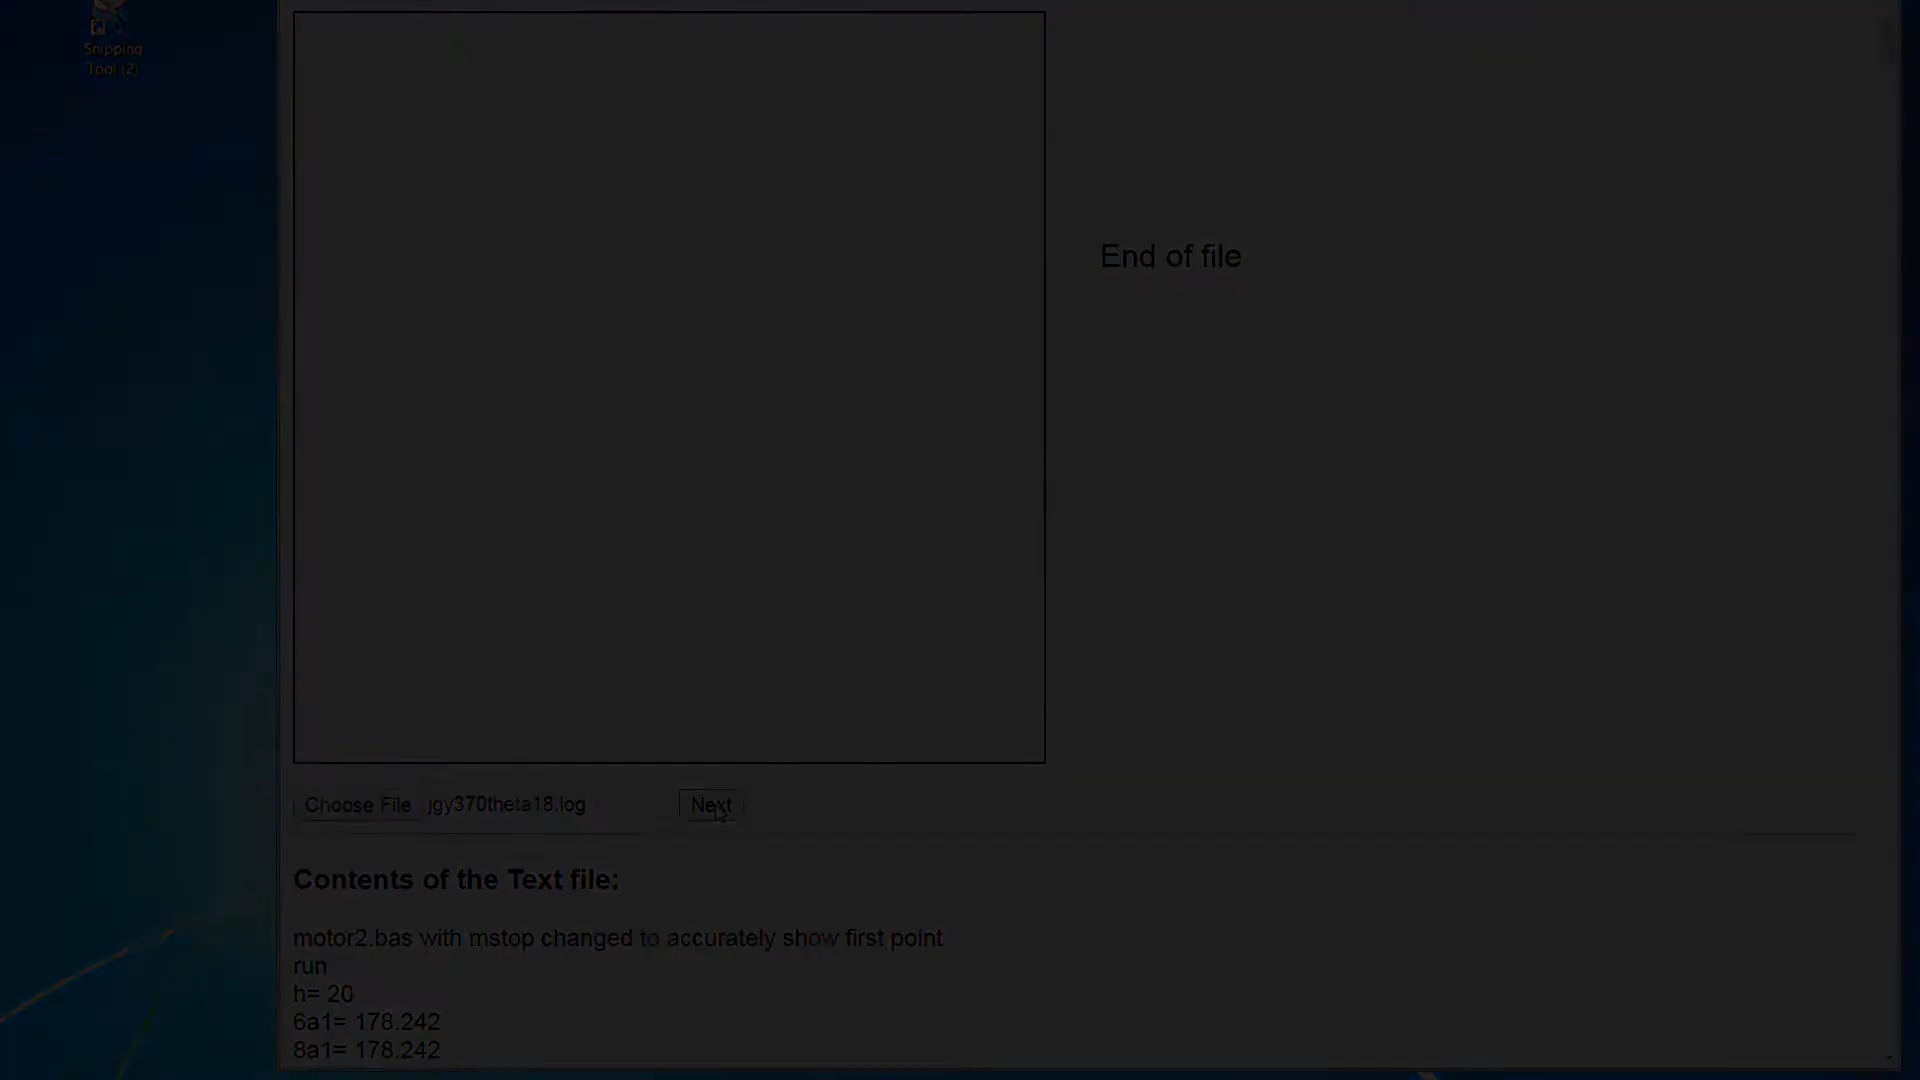 Snipping
Tool (2)
End of file
Choose File jgy370theta18.log
Next
Contents of the Text file:
motor2.bas with mstop changed to accurately show first point
run
h= 20
6a1= 178.242
8a1= 178.242